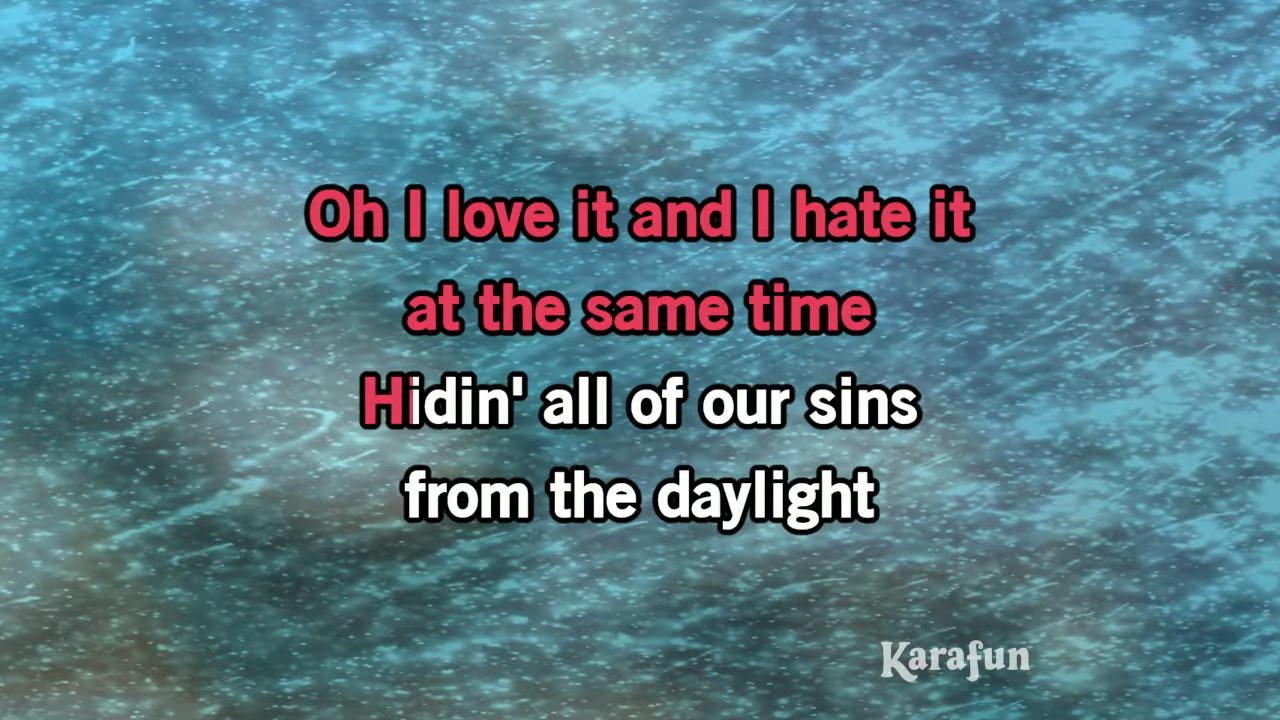 Oh I love it and I hate it
at the same time
Hidin' all of our sins
from the daylight
Karafun